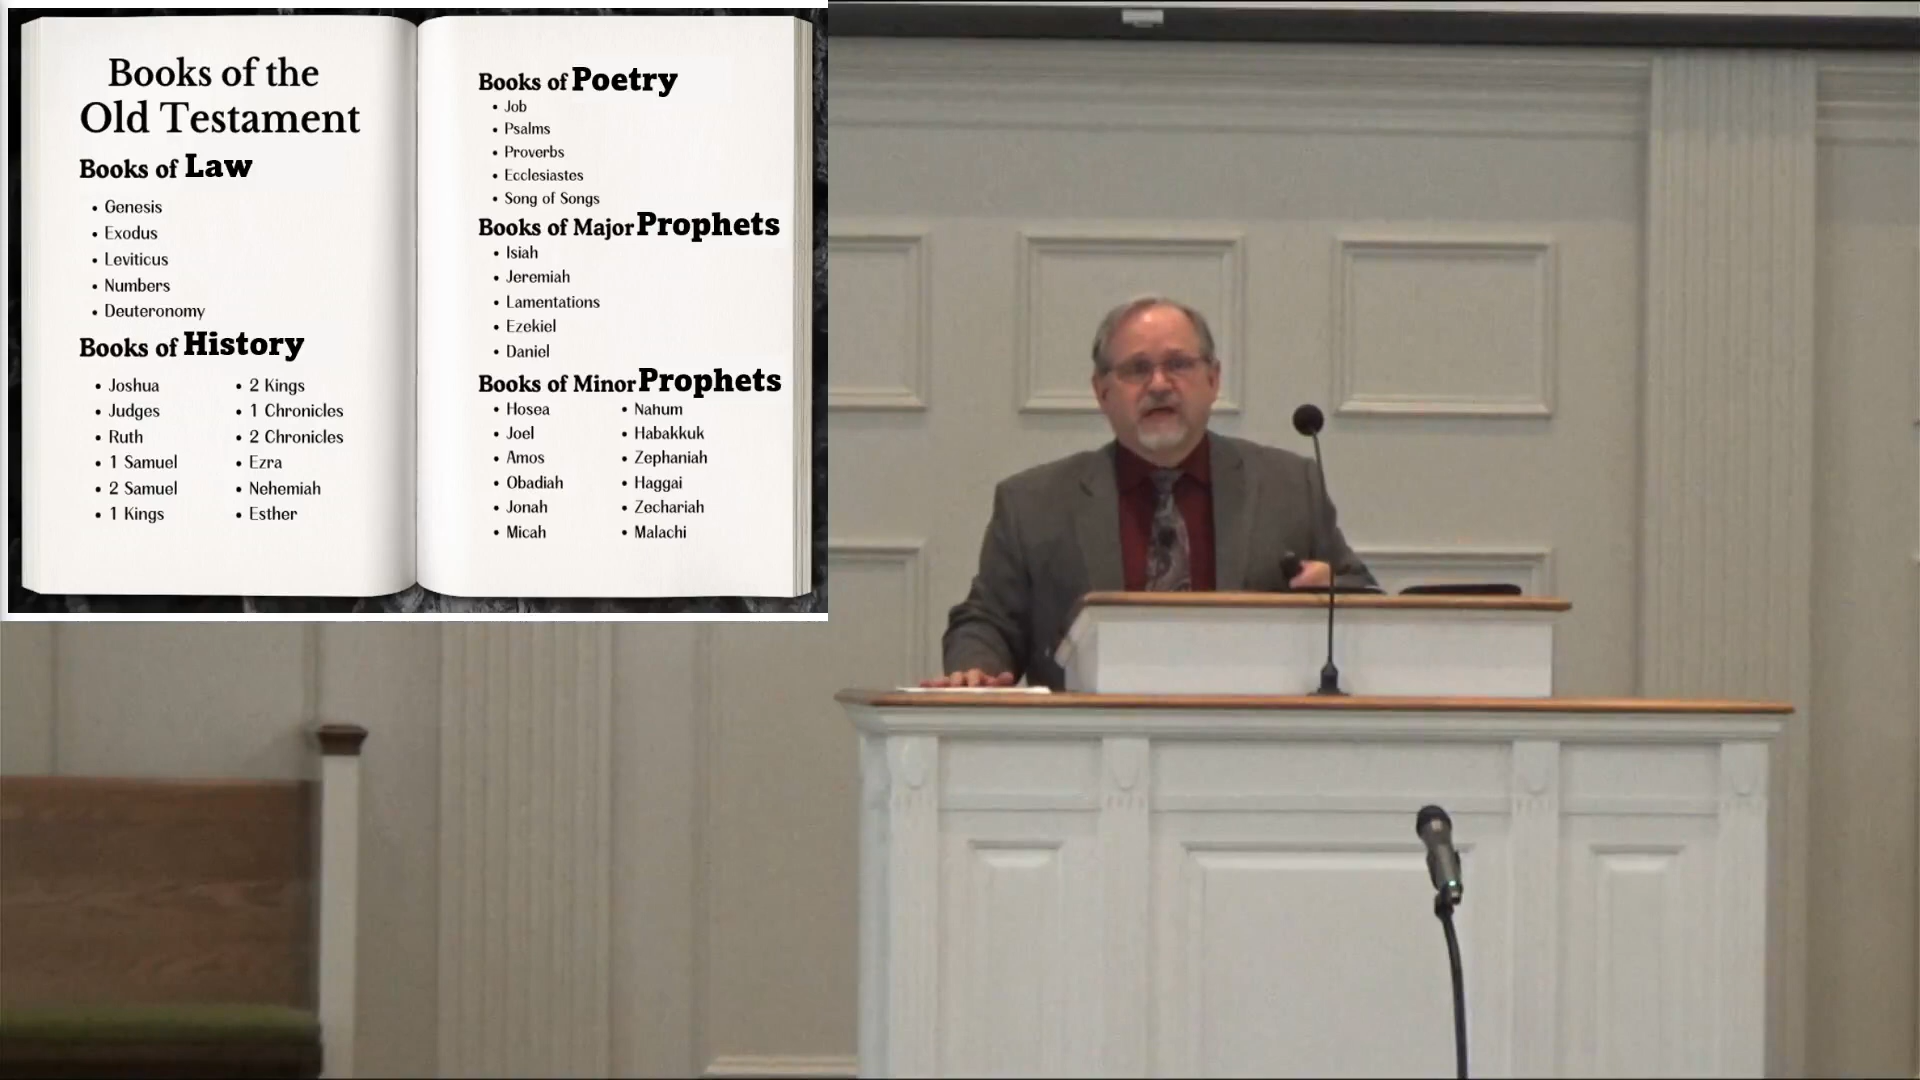 Books of the
Old Testament
Books of Law
• Genesis
• Exodus
• Leviticus
• Numbers
• Deuteronomy
Books of History
• Joshua
• Judges
• Ruth
• 1 Samuel
• 2 Samuel
• 1 Kings
• 2 Kings
• 1 Chronicles
• 2 Chronicles
• Ezra
• Nehemiah
• Esther
Books of Poetry
• Job
• Psalms
• Proverbs
• Ecclesiastes
• Song of Songs
Books of Major Prophets
• Isiah
• Jeremiah
• Lamentations
• Ezekiel
• Daniel
Books of Minor Prophets
• Hosea
• Joel
• Amos
• Obadiah
• Jonah
• Micah
• Nahum
• Habakkuk
• Zephaniah
• Haggai
• Zechariah
• Malachi